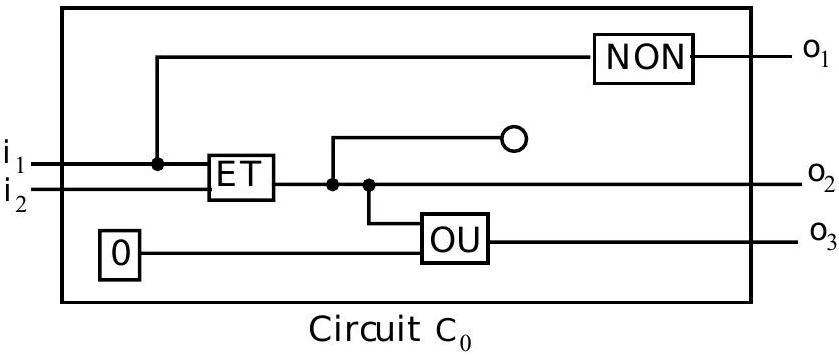 NON
o1
i1
ET
o2
i2
OU
o3
0
Circuit C0